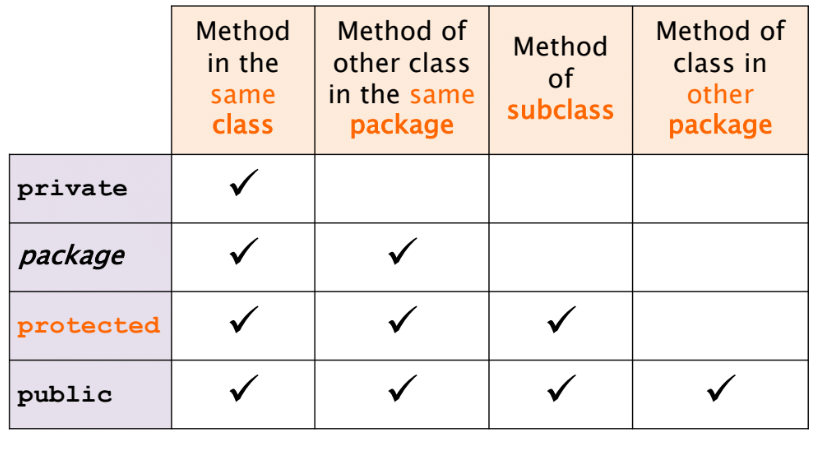 Method in the same class
Method of other class in the same package
Method of subclass
Method of class in other package
private ✓
package ✓ ✓
protected ✓ ✓ ✓
public ✓ ✓ ✓ ✓